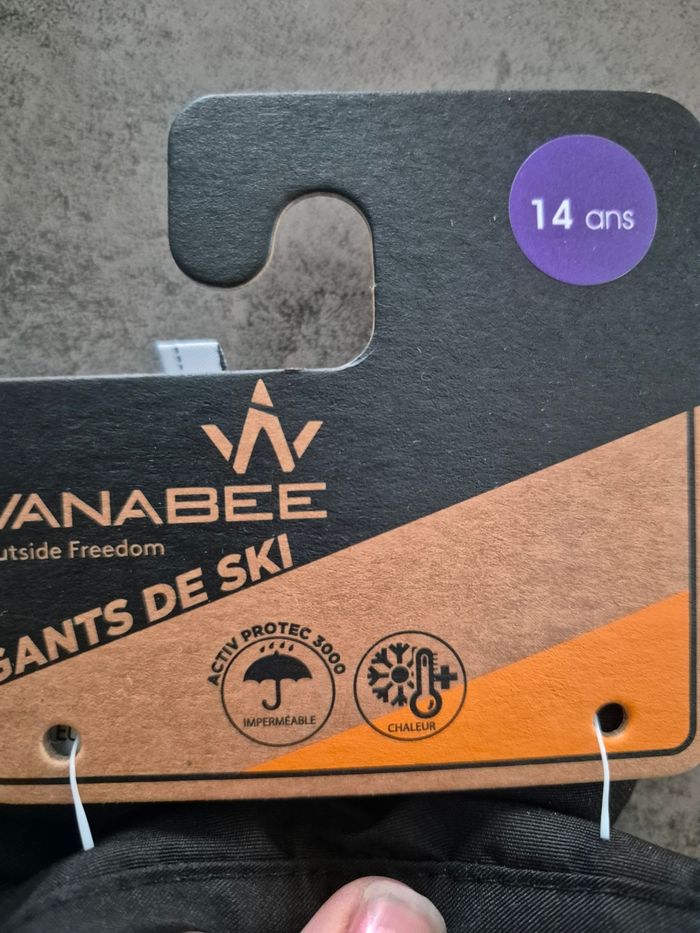 14 ans
VANABEE
utside Freedom
GANTS DE SKI
ACTIV PROTEC 3000
IMPERMÉABLE
CHALEUR